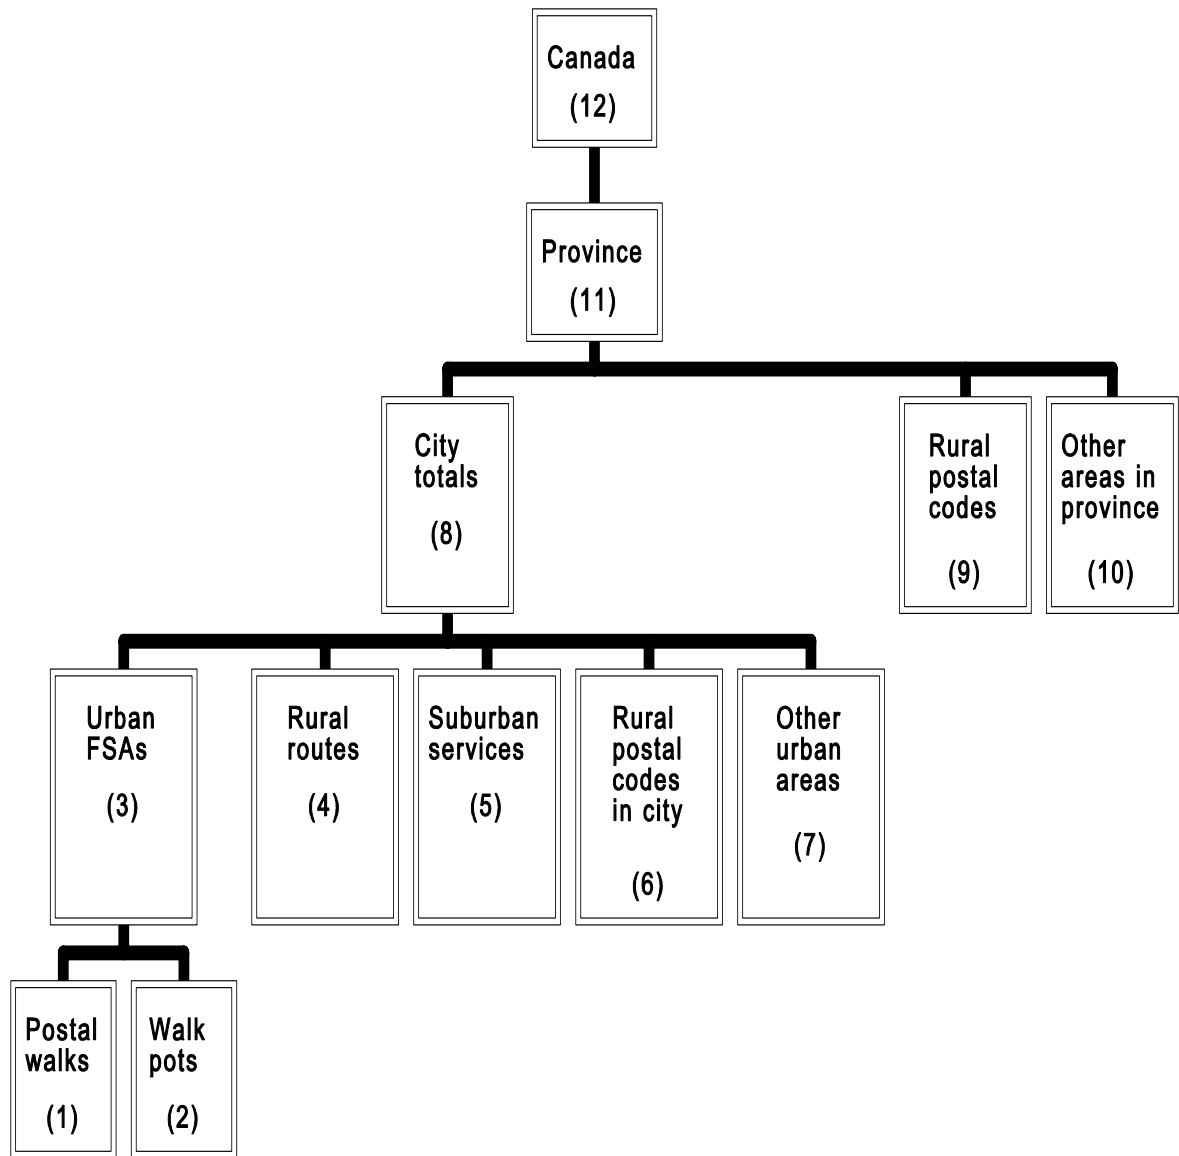 Canada
(12)
Province
(11)
City
totals
(8)
Rural
postal
codes
(9)
Other
areas in
province
(10)
Urban
FSAs
(3)
Rural
routes
(4)
Suburban
services
(5)
Rural
postal
codes
in city
(6)
Other
urban
areas
(7)
Postal
walks
(1)
Walk
pots
(2)